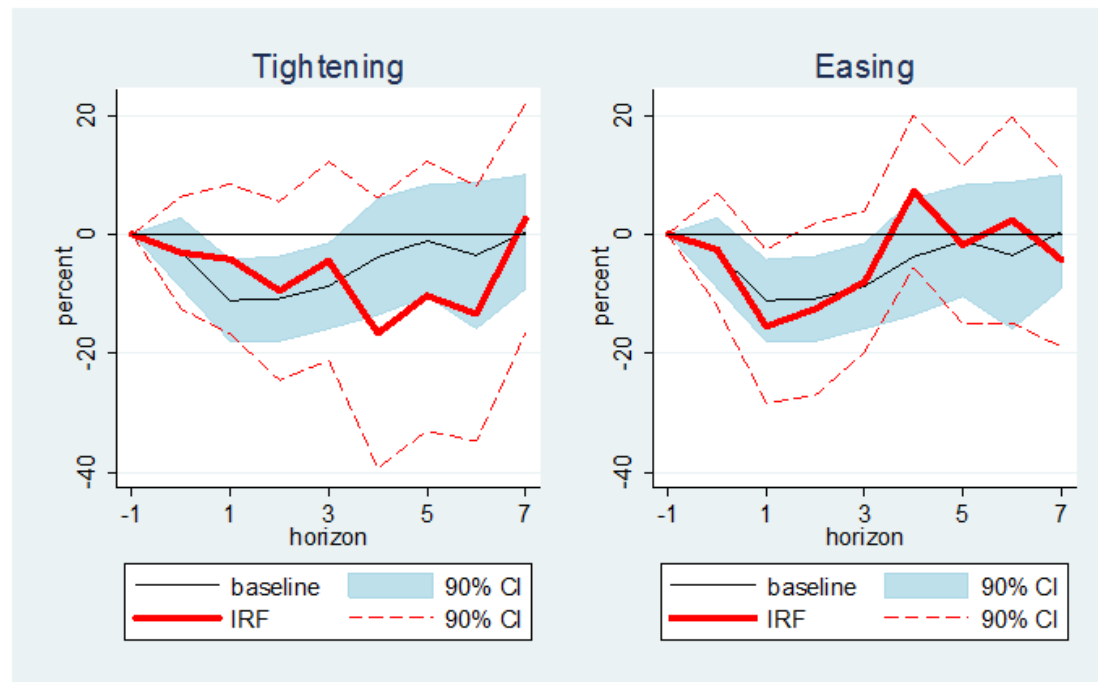 Tightening
20
0
-20
-40
percent
-1 1 3 5 7
horizon
baseline 90% CI
IRF 90% CI
Easing
20
0
-20
-40
percent
-1 1 3 5 7
horizon
baseline 90% CI
IRF 90% CI